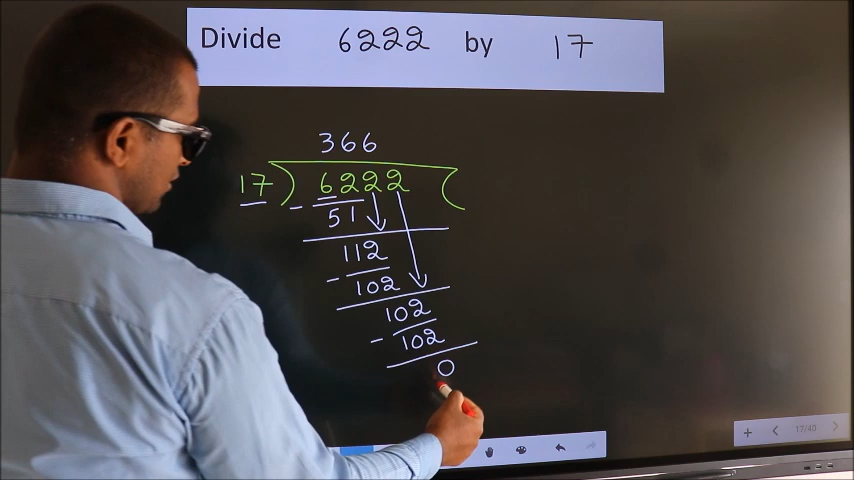 Divide 6222 by 17
366
17) 6222 (
- 51
112
- 102
102
- 102
0
+ < 17/40 >